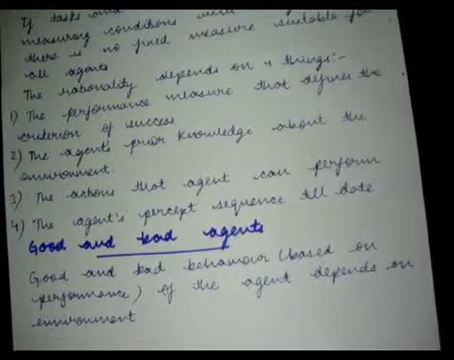 If tasks and
measuring conditions
there is no fixed measure suitable for
all agents
The rationality depends on 4 things:-
1) The performance measure that defines the
criterion of success
2) The agent's prior knowledge about the
environment.
3) The actions that agent can perform
4) The agent's percept sequence till date
Good and bad agents
Good and bad behaviour (based on
performance) of the agent depends on
environment